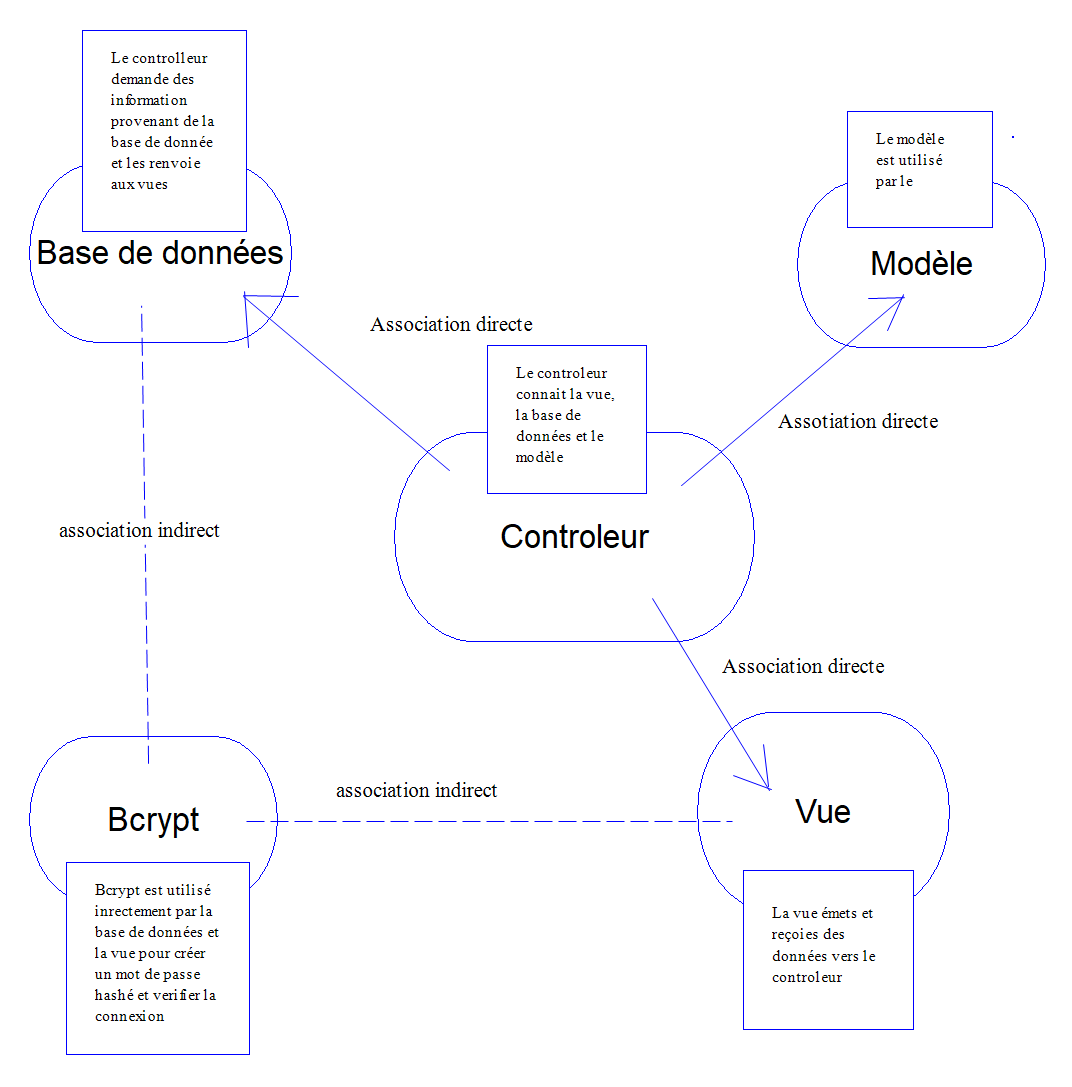 Le controlleur
demande des
information
provenant de la
base de donnée
et les renvoie
aux vues
Base de données
Le modèle
est utilisé
par le
Modèle
Association directe
Le controleur
connait la vue,
la base de
données et le
modèle
Assotiation directe
Controleur
association indirect
Association directe
association indirect
Bcrypt
Vue
Bcrypt est utilisé
inrectement par la
base de données et
la vue pour créer
un mot de passe
hashé et verifier la
connexion
La vue émets et
reçoies des
données vers le
controleur